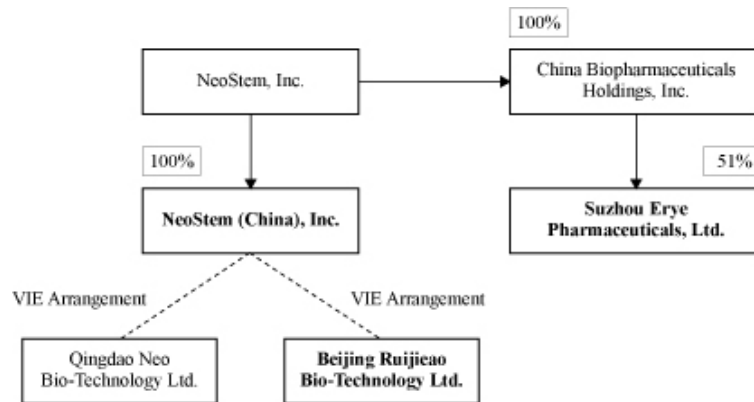 100%
NeoStem, Inc.
China Biopharmaceuticals
Holdings, Inc.
100%
51%
NeoStem (China), Inc.
Suzhou Erye
Pharmaceuticals, Ltd.
VIE Arrangement
VIE Arrangement
Qingdao Neo
Bio-Technology Ltd.
Beijing Ruijieao
Bio-Technology Ltd.